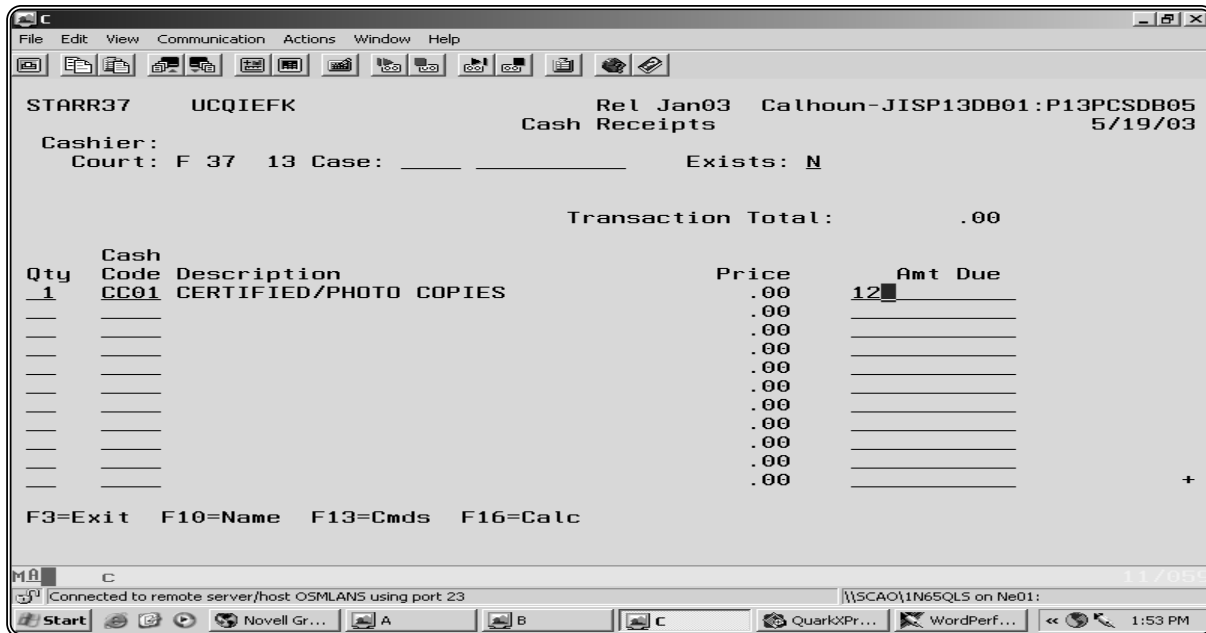 C
File Edit View Communication Actions Window Help
STARR37 UCQIEFK Rel Jan03 Calhoun-JISP13DB01:P13PCSDB05
Cash Receipts 5/19/03
Cashier:
Court: F 37 13 Case: ____ __________ Exists: N
Transaction Total: .00
Cash
Qty Code Description Price Amt Due
1 CC01 CERTIFIED/PHOTO COPIES .00 12
.00
.00
.00
.00
.00
.00
.00
.00
.00
.00 +
F3=Exit F10=Name F13=Cmds F16=Calc
MA C 11/059
Connected to remote server/host OSMLANS using port 23 \\SCAO\1N65QLS on Ne01:
Start Novell Gr... A B C QuarkXPr... WordPerf... « 1:53 PM